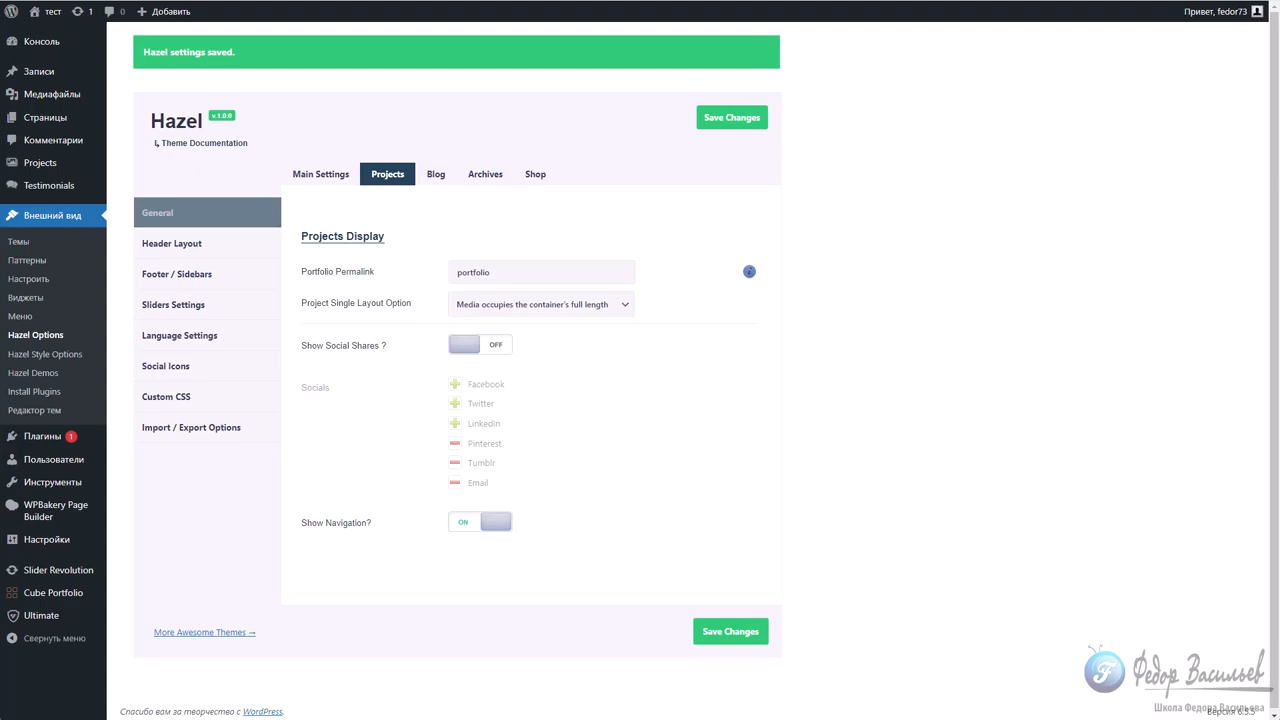 тест
1
0
Добавить
Привет, fedor73
Консоль
Записи
Медиафайлы
Страницы
Комментарии
Projects
Testimonials
Внешний вид
Темы
Паттерны
Настроить
Виджеты
Меню
Hazel Options
Hazel Style Options
Hazel Demos
Install Plugins
Редактор тем
Плагины 1
Пользователи
Инструменты
WPBakery Page
Builder
Настройки
Slider Revolution
Cube Portfolio
Ultimate
Свернуть меню
Hazel settings saved.
Hazel v.1.0.0
Save Changes
↳ Theme Documentation
Main Settings Projects Blog Archives Shop
General
Header Layout
Footer / Sidebars
Sliders Settings
Language Settings
Social Icons
Custom CSS
Import / Export Options
Projects Display
Portfolio Permalink portfolio
Project Single Layout Option Media occupies the container's full length
Show Social Shares ? OFF
Socials
Facebook
Twitter
LinkedIn
Pinterest
Tumblr
Email
Show Navigation? ON
More Awesome Themes →
Save Changes
Федор Васильев
Школа Федора Васильева
Спасибо вам за творчество с WordPress.
Версия 6.5.5